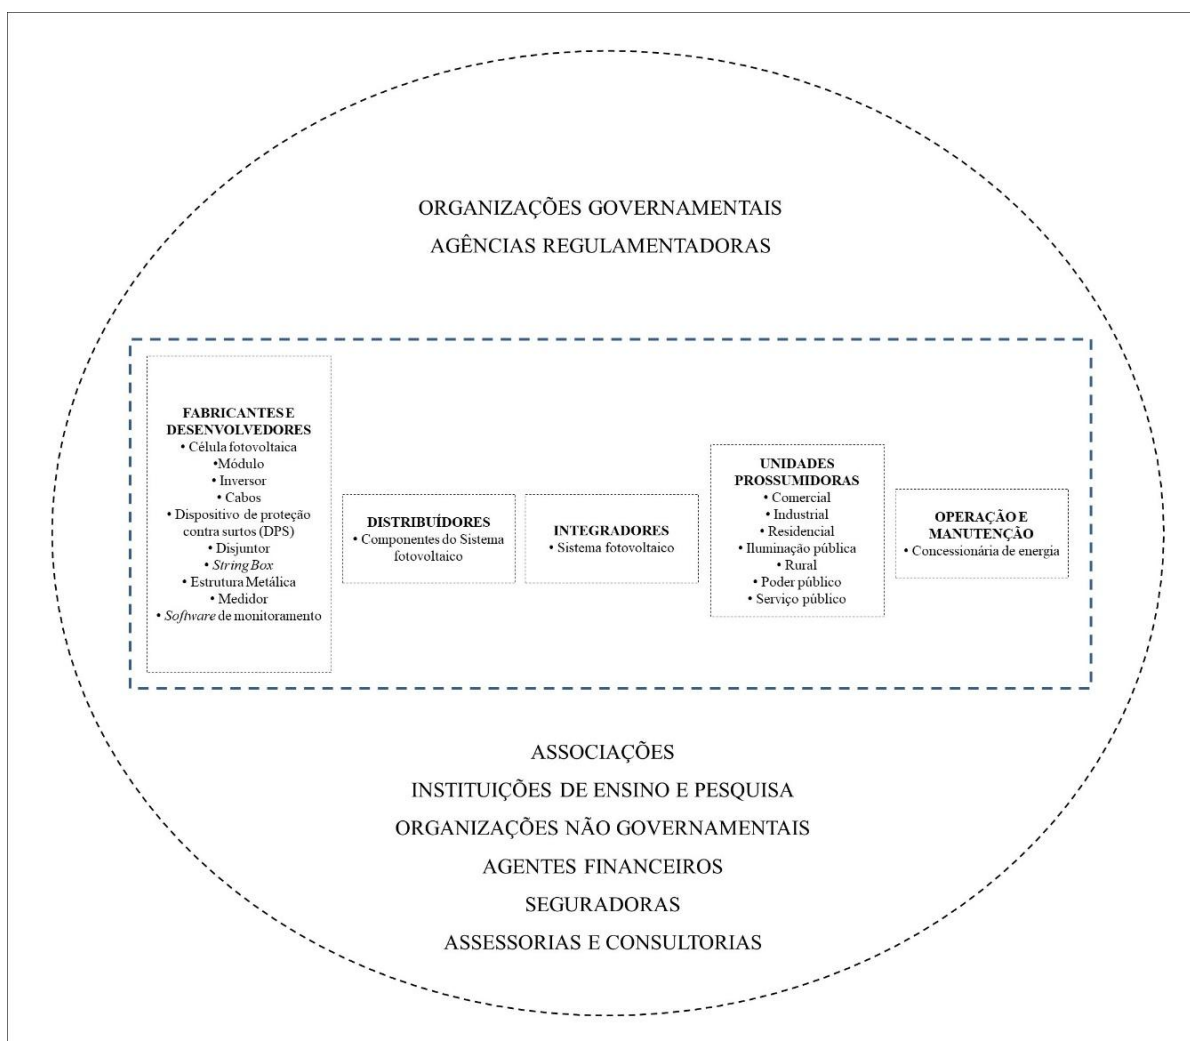 ORGANIZAÇÕES GOVERNAMENTAIS
AGÊNCIAS REGULAMENTADORAS
FABRICANTES E
DESENVOLVEDORES
• Célula fotovoltaica
•Módulo
• Inversor
• Cabos
• Dispositivo de proteção
contra surtos (DPS)
• Disjuntor
• String Box
• Estrutura Metálica
• Medidor
• Software de monitoramento
DISTRIBUÍDORES
• Componentes do Sistema
fotovoltaico
INTEGRADORES
• Sistema fotovoltaico
UNIDADES
PROSSUMIDORAS
• Comercial
• Industrial
• Residencial
• Iluminação pública
• Rural
• Poder público
• Serviço público
OPERAÇÃO E
MANUTENÇÃO
• Concessionária de energia
ASSOCIAÇÕES
INSTITUIÇÕES DE ENSINO E PESQUISA
ORGANIZAÇÕES NÃO GOVERNAMENTAIS
AGENTES FINANCEIROS
SEGURADORAS
ASSESSORIAS E CONSULTORIAS